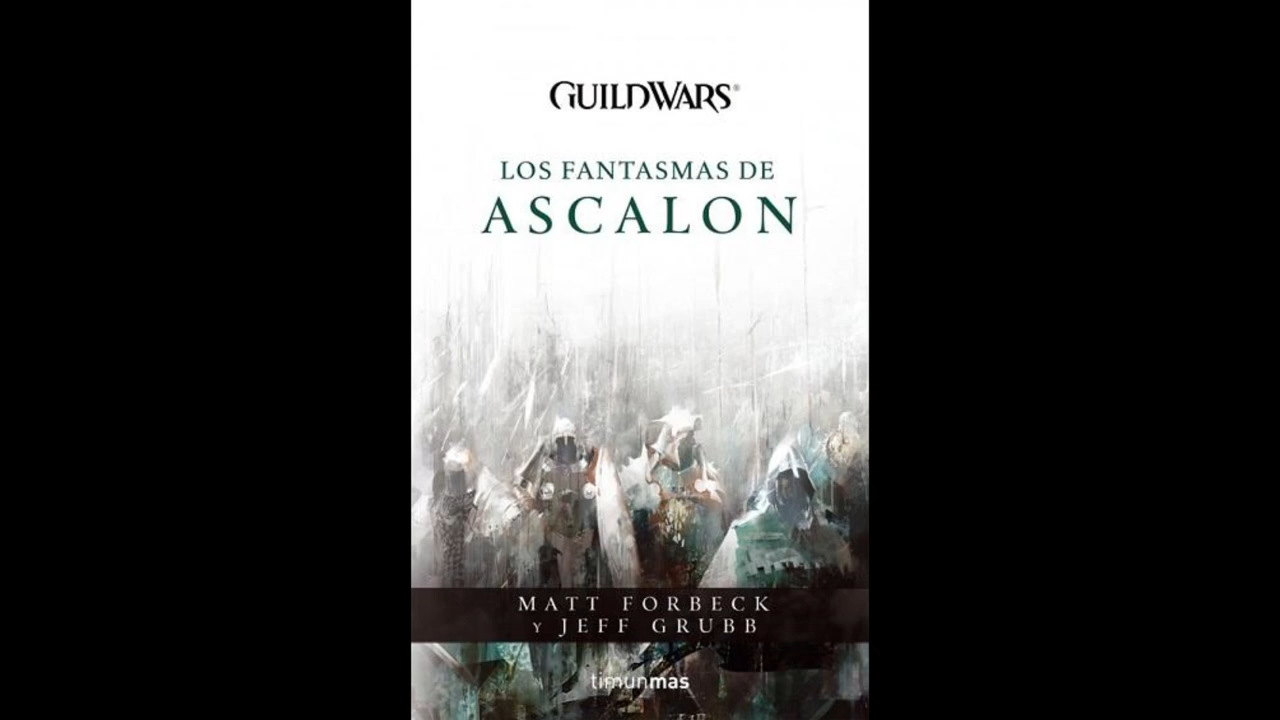 GUILDWARS®
LOS FANTASMAS DE
ASCALON
MATT FORBECK
Y JEFF GRUBB
timunmas